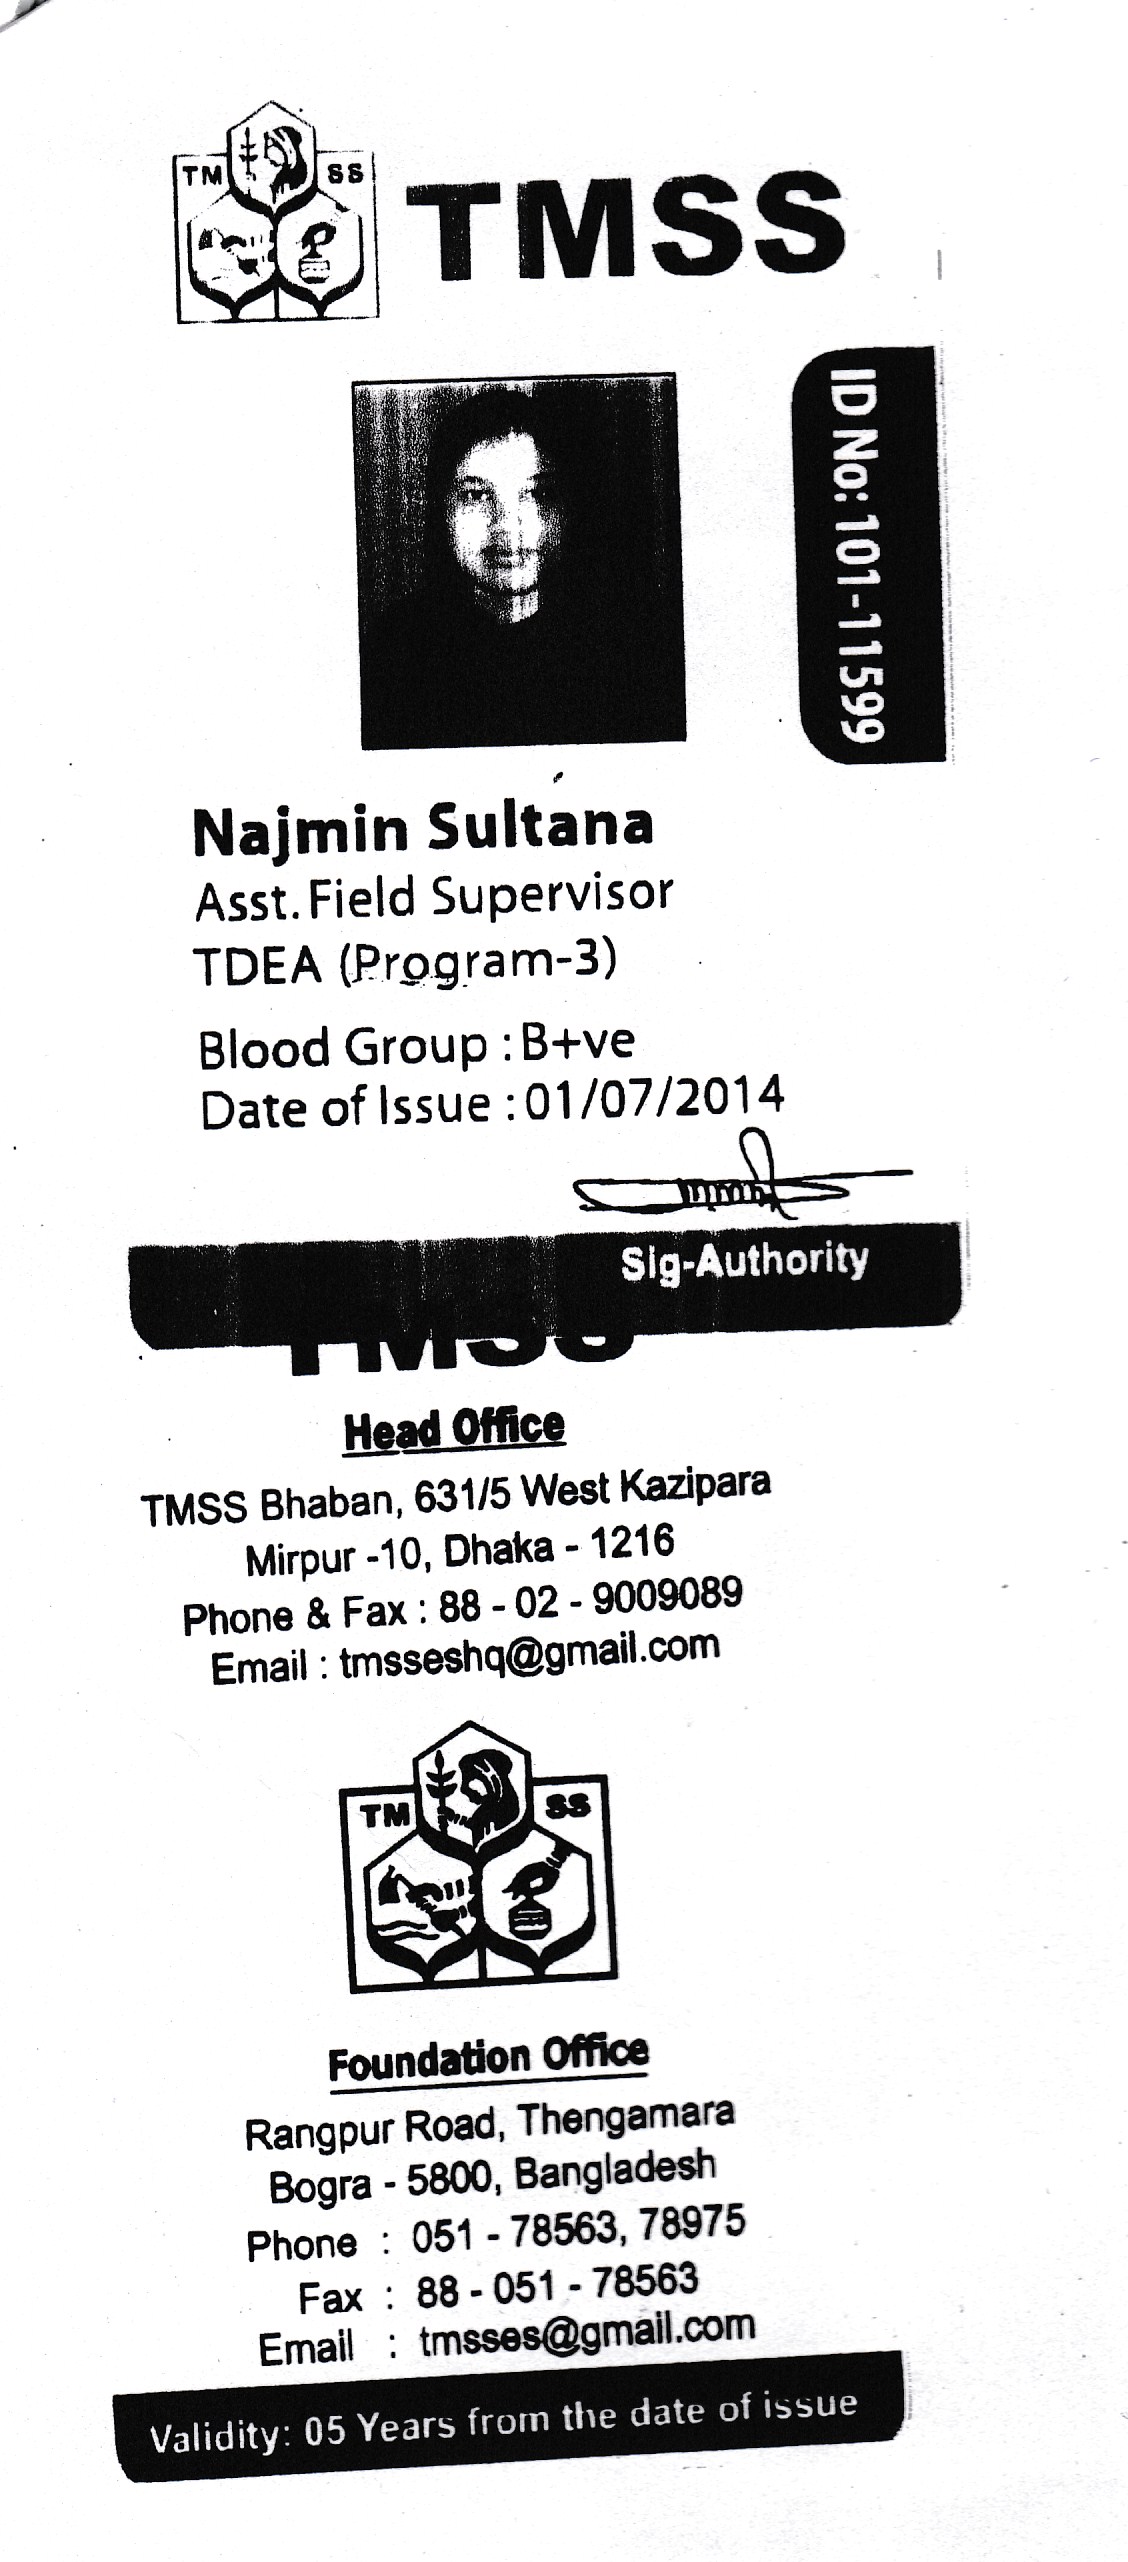 TM SS
TMSS
ID No: 101-11599
Najmin Sultana
Asst. Field Supervisor
TDEA (Program-3)
Blood Group : B+ve
Date of Issue : 01/07/2014
Sig-Authority
TMSS
Head Office
TMSS Bhaban, 631/5 West Kazipara
Mirpur -10, Dhaka - 1216
Phone & Fax : 88 - 02 - 9009089
Email : tmsseshq@gmail.com
TM SS
Foundation Office
Rangpur Road, Thengamara
Bogra - 5800, Bangladesh
Phone : 051 - 78563, 78975
Fax : 88 - 051 - 78563
Email : tmsses@gmail.com
Validity: 05 Years from the date of issue